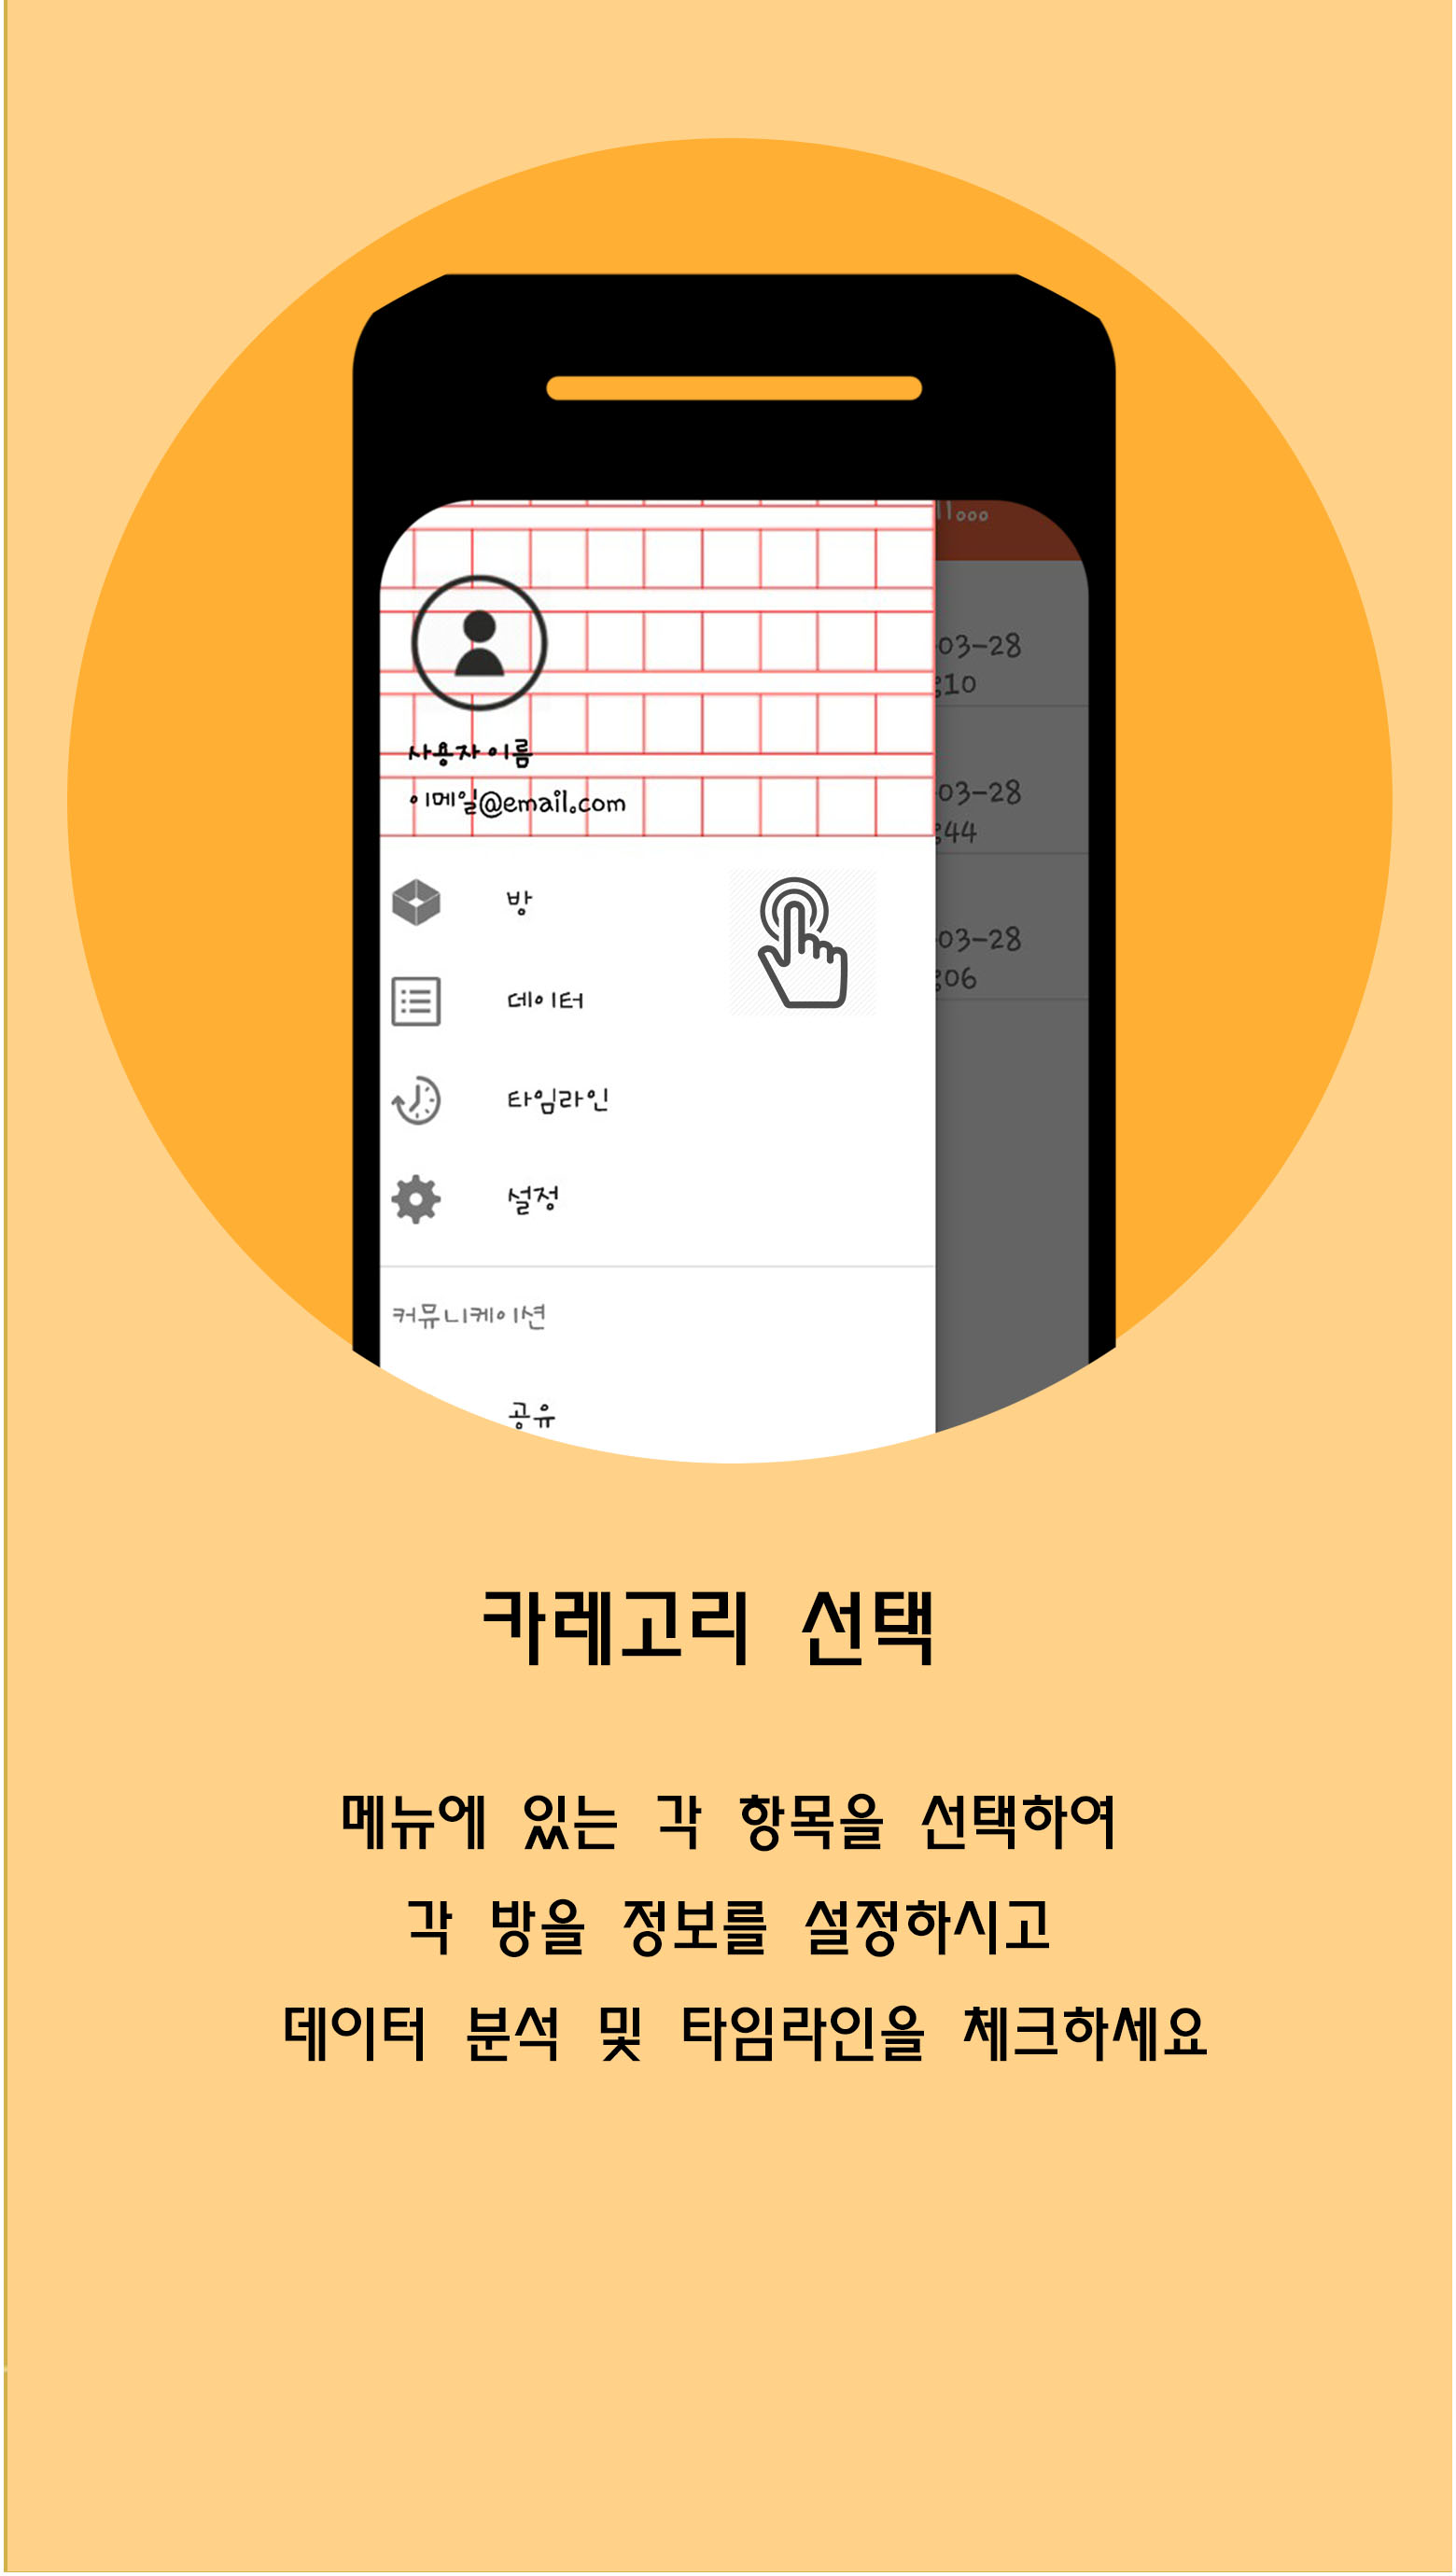 03-28
:10
사용자 이름
이메일@email.com
03-28
:44
방
03-28
:06
데이터
타임라인
설정
커뮤니케이션
공유
카레고리 선택
메뉴에 있는 각 항목을 선택하여
각 방을 정보를 설정하시고
데이터 분석 및 타임라인을 체크하세요